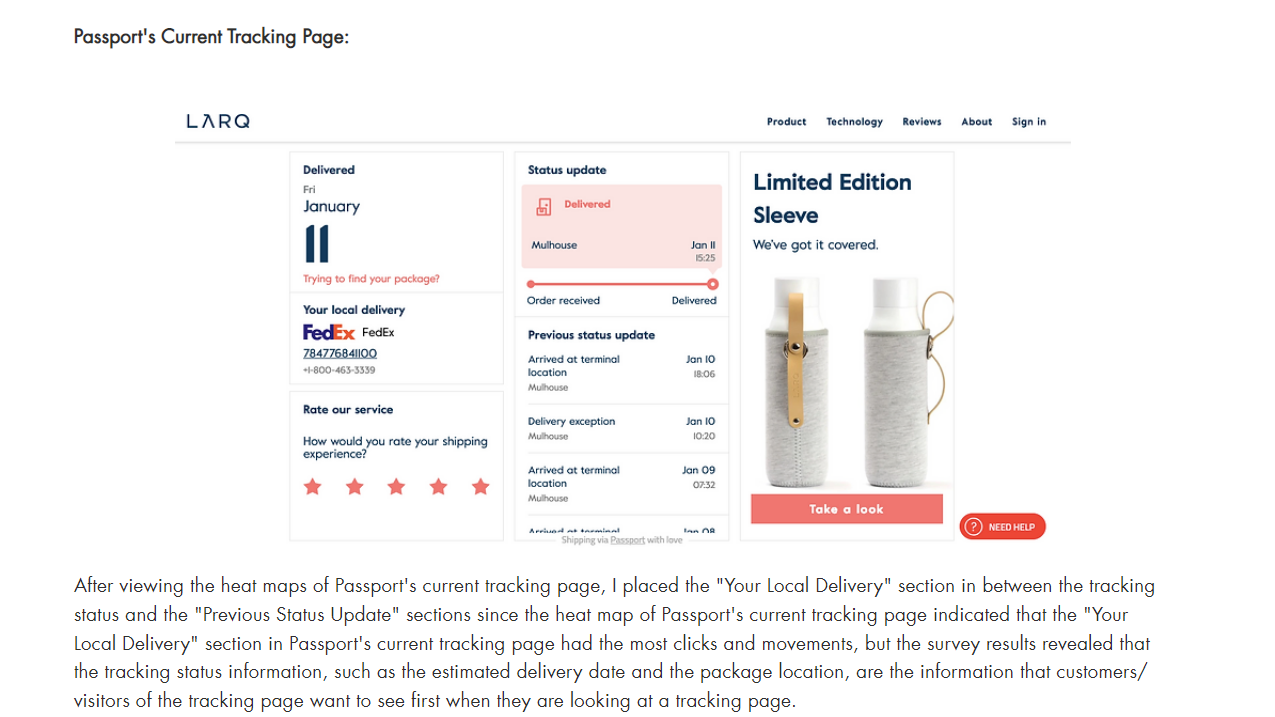 Passport's Current Tracking Page:
LARQ
Product Technology Reviews About Sign in
Delivered
Fri
January
11
Trying to find your package?
Your local delivery
FedEx FedEx
784776841100
+1-800-463-3339
Rate our service
How would you rate your shipping
experience?
Status update
Delivered
Mulhouse Jan 11
15:25
Order received Delivered
Previous status update
Arrived at terminal Jan 10
location 18:06
Mulhouse
Delivery exception Jan 10
Mulhouse 10:20
Arrived at terminal Jan 09
location 07:32
Mulhouse
Arrived at terminal Jan 08
Shipping via Passport with love
Limited Edition
Sleeve
We've got it covered.
Take a look
? NEED HELP
After viewing the heat maps of Passport's current tracking page, I placed the "Your Local Delivery" section in between the tracking
status and the "Previous Status Update" sections since the heat map of Passport's current tracking page indicated that the "Your
Local Delivery" section in Passport's current tracking page had the most clicks and movements, but the survey results revealed that
the tracking status information, such as the estimated delivery date and the package location, are the information that customers/
visitors of the tracking page want to see first when they are looking at a tracking page.